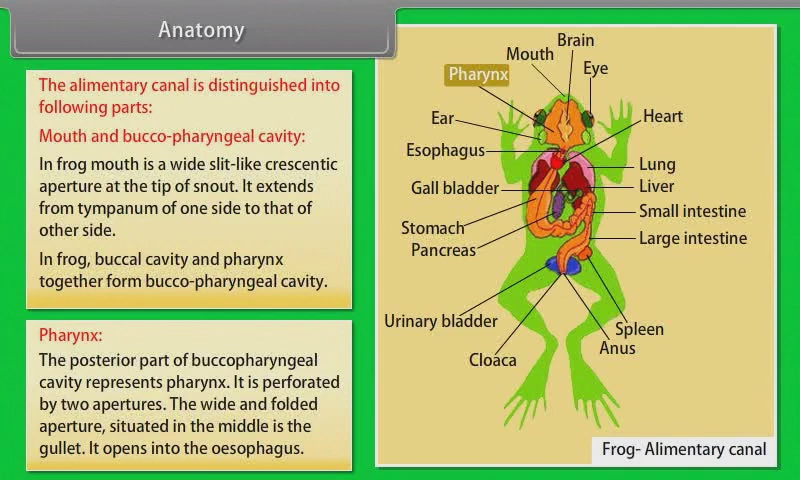 Anatomy
The alimentary canal is distinguished into
following parts:
Mouth and bucco-pharyngeal cavity:
In frog mouth is a wide slit-like crescentic
aperture at the tip of snout. It extends
from tympanum of one side to that of
other side.
In frog, buccal cavity and pharynx
together form bucco-pharyngeal cavity.
Pharynx:
The posterior part of buccopharyngeal
cavity represents pharynx. It is perforated
by two apertures. The wide and folded
aperture, situated in the middle is the
gullet. It opens into the oesophagus.
Brain
Mouth
Eye
Pharynx
Ear
Heart
Esophagus
Lung
Gall bladder
Liver
Small intestine
Stomach
Large intestine
Pancreas
Urinary bladder
Spleen
Anus
Cloaca
Frog- Alimentary canal